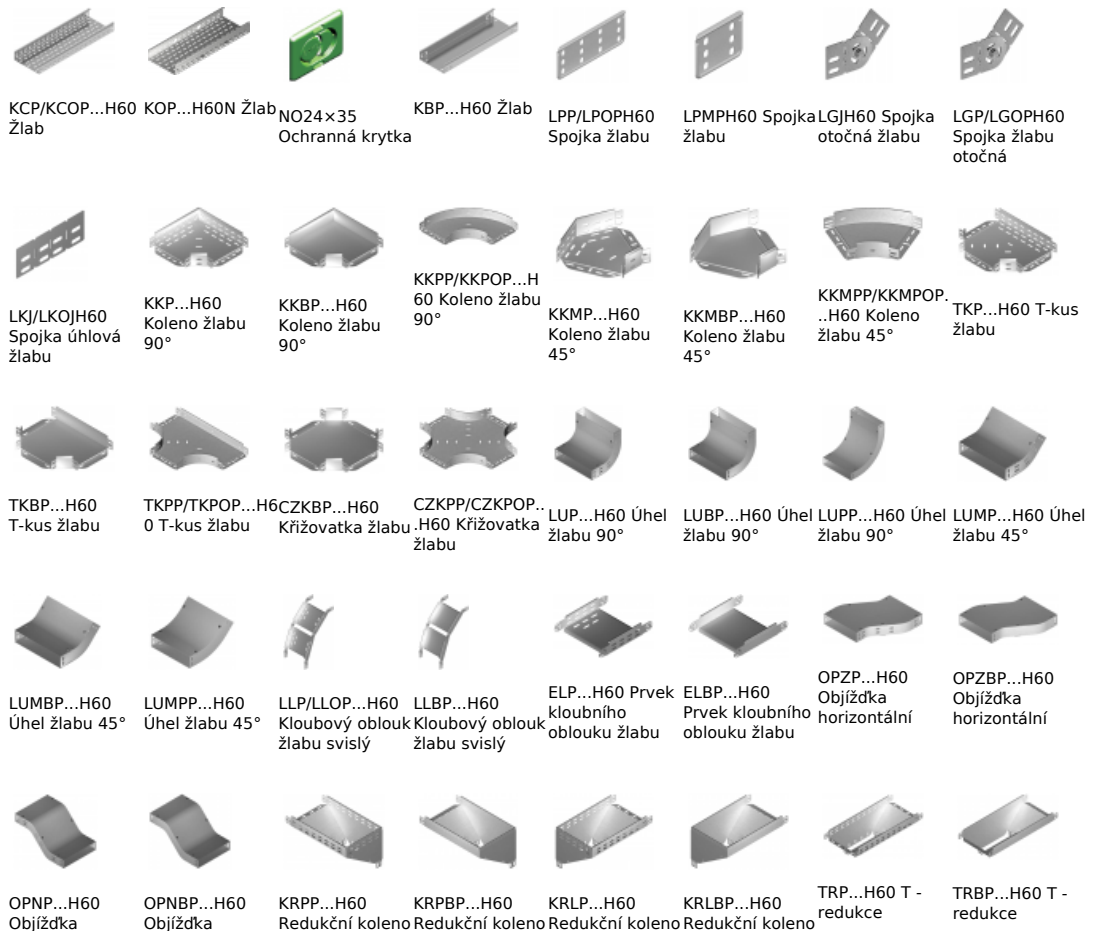 KCP/KCOP...H60
Žlab
KOP...H60N Žlab
NO24×35
Ochranná krytka
KBP...H60 Žlab
LPP/LPOPH60
Spojka žlabu
LPMPH60 Spojka
žlabu
LGJH60 Spojka
otočná žlabu
LGP/LGOPH60
Spojka žlabu
otočná
LKJ/LKOJH60
Spojka úhlová
žlabu
KKP...H60
Koleno žlabu
90°
KKBP...H60
Koleno žlabu
90°
KKPP/KKPOP...H
60 Koleno žlabu
90°
KKMP...H60
Koleno žlabu
45°
KKMBP...H60
Koleno žlabu
45°
KKMPP/KKMPOP.
..H60 Koleno
žlabu 45°
TKP...H60 T-kus
žlabu
TKBP...H60
T-kus žlabu
TKPP/TKPOP...H6
0 T-kus žlabu
CZKBP...H60
Křižovatka žlabu
CZKPP/CZKPOP..
.H60 Křižovatka
žlabu
LUP...H60 Úhel
žlabu 90°
LUBP...H60 Úhel
žlabu 90°
LUPP...H60 Úhel
žlabu 90°
LUMP...H60 Úhel
žlabu 45°
LUMBP...H60
Úhel žlabu 45°
LUMPP...H60
Úhel žlabu 45°
LLP/LLOP...H60
Kloubový oblouk
žlabu svislý
LLBP...H60
Kloubový oblouk
žlabu svislý
ELP...H60 Prvek
kloubního
oblouku žlabu
ELBP...H60
Prvek kloubního
oblouku žlabu
OPZP...H60
Objížďka
horizontální
OPZBP...H60
Objížďka
horizontální
OPNP...H60
Objížďka
OPNBP...H60
Objížďka
KRPP...H60
Redukční koleno
KRPBP...H60
Redukční koleno
KRLP...H60
Redukční koleno
KRLBP...H60
Redukční koleno
TRP...H60 T -
redukce
TRBP...H60 T -
redukce